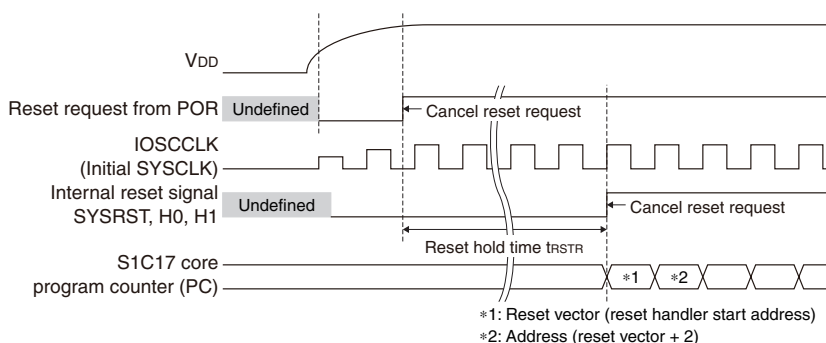 VDD
Reset request from POR
Undefined
Cancel reset request
IOSCCLK
(Initial SYSCLK)
Internal reset signal
SYSRST, H0, H1
Undefined
Cancel reset request
Reset hold time tRSTR
S1C17 core
program counter (PC)
*1
*2
*1: Reset vector (reset handler start address)
*2: Address (reset vector + 2)